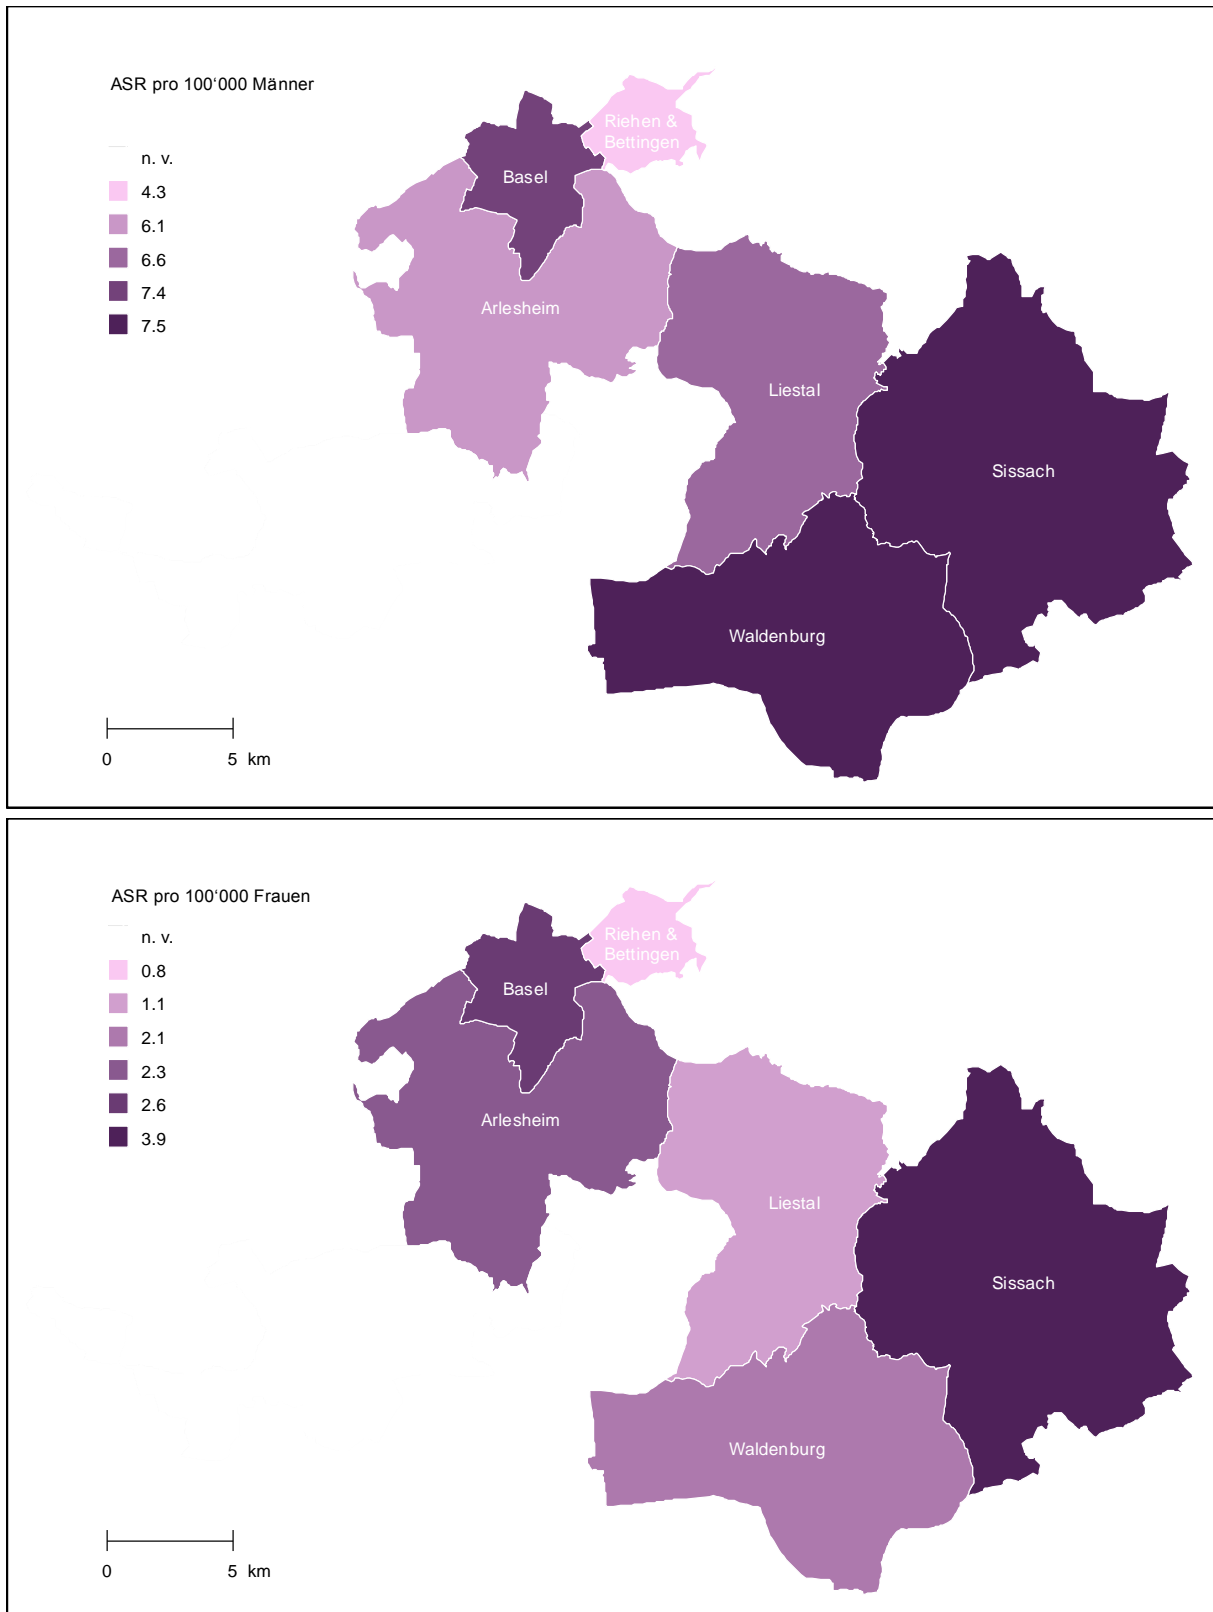 ASR pro 100‘000 Männer
n. v.
4.3
6.1
6.6
7.4
7.5
Riehen &
Bettingen
Basel
Arlesheim
Liestal
Sissach
Waldenburg
0 5 km
ASR pro 100‘000 Frauen
n. v.
0.8
1.1
2.1
2.3
2.6
3.9
Riehen &
Bettingen
Basel
Arlesheim
Liestal
Sissach
Waldenburg
0 5 km